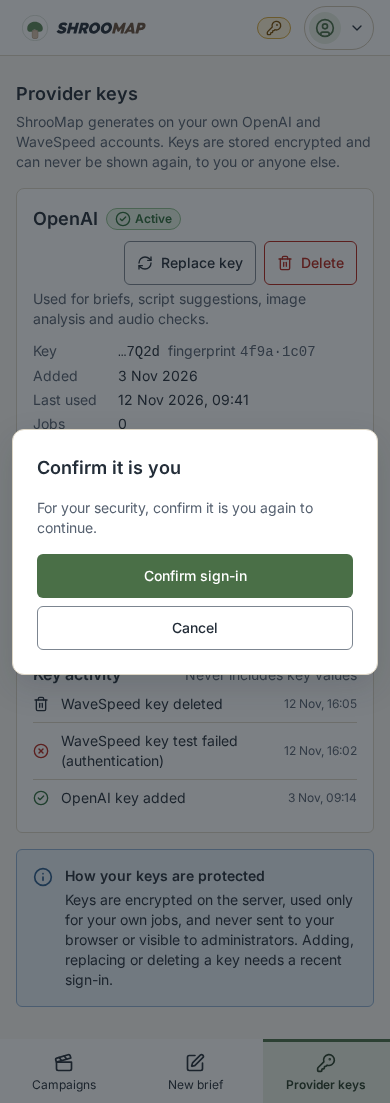 SHROOMAP
Provider keys
ShrooMap generates on your own OpenAI and
WaveSpeed accounts. Keys are stored encrypted and
can never be shown again, to you or anyone else.
OpenAI Active
Replace key Delete
Used for briefs, script suggestions, image
analysis and audio checks.
Key …7Q2d fingerprint 4f9a·1c07
Added 3 Nov 2026
Last used 12 Nov 2026, 09:41
Jobs 0
Confirm it is you
For your security, confirm it is you again to
continue.
Confirm sign-in
Cancel
Key activity Never includes key values
WaveSpeed key deleted 12 Nov, 16:05
WaveSpeed key test failed
(authentication) 12 Nov, 16:02
OpenAI key added 3 Nov, 09:14
How your keys are protected
Keys are encrypted on the server, used only
for your own jobs, and never sent to your
browser or visible to administrators. Adding,
replacing or deleting a key needs a recent
sign-in.
Campaigns New brief Provider keys